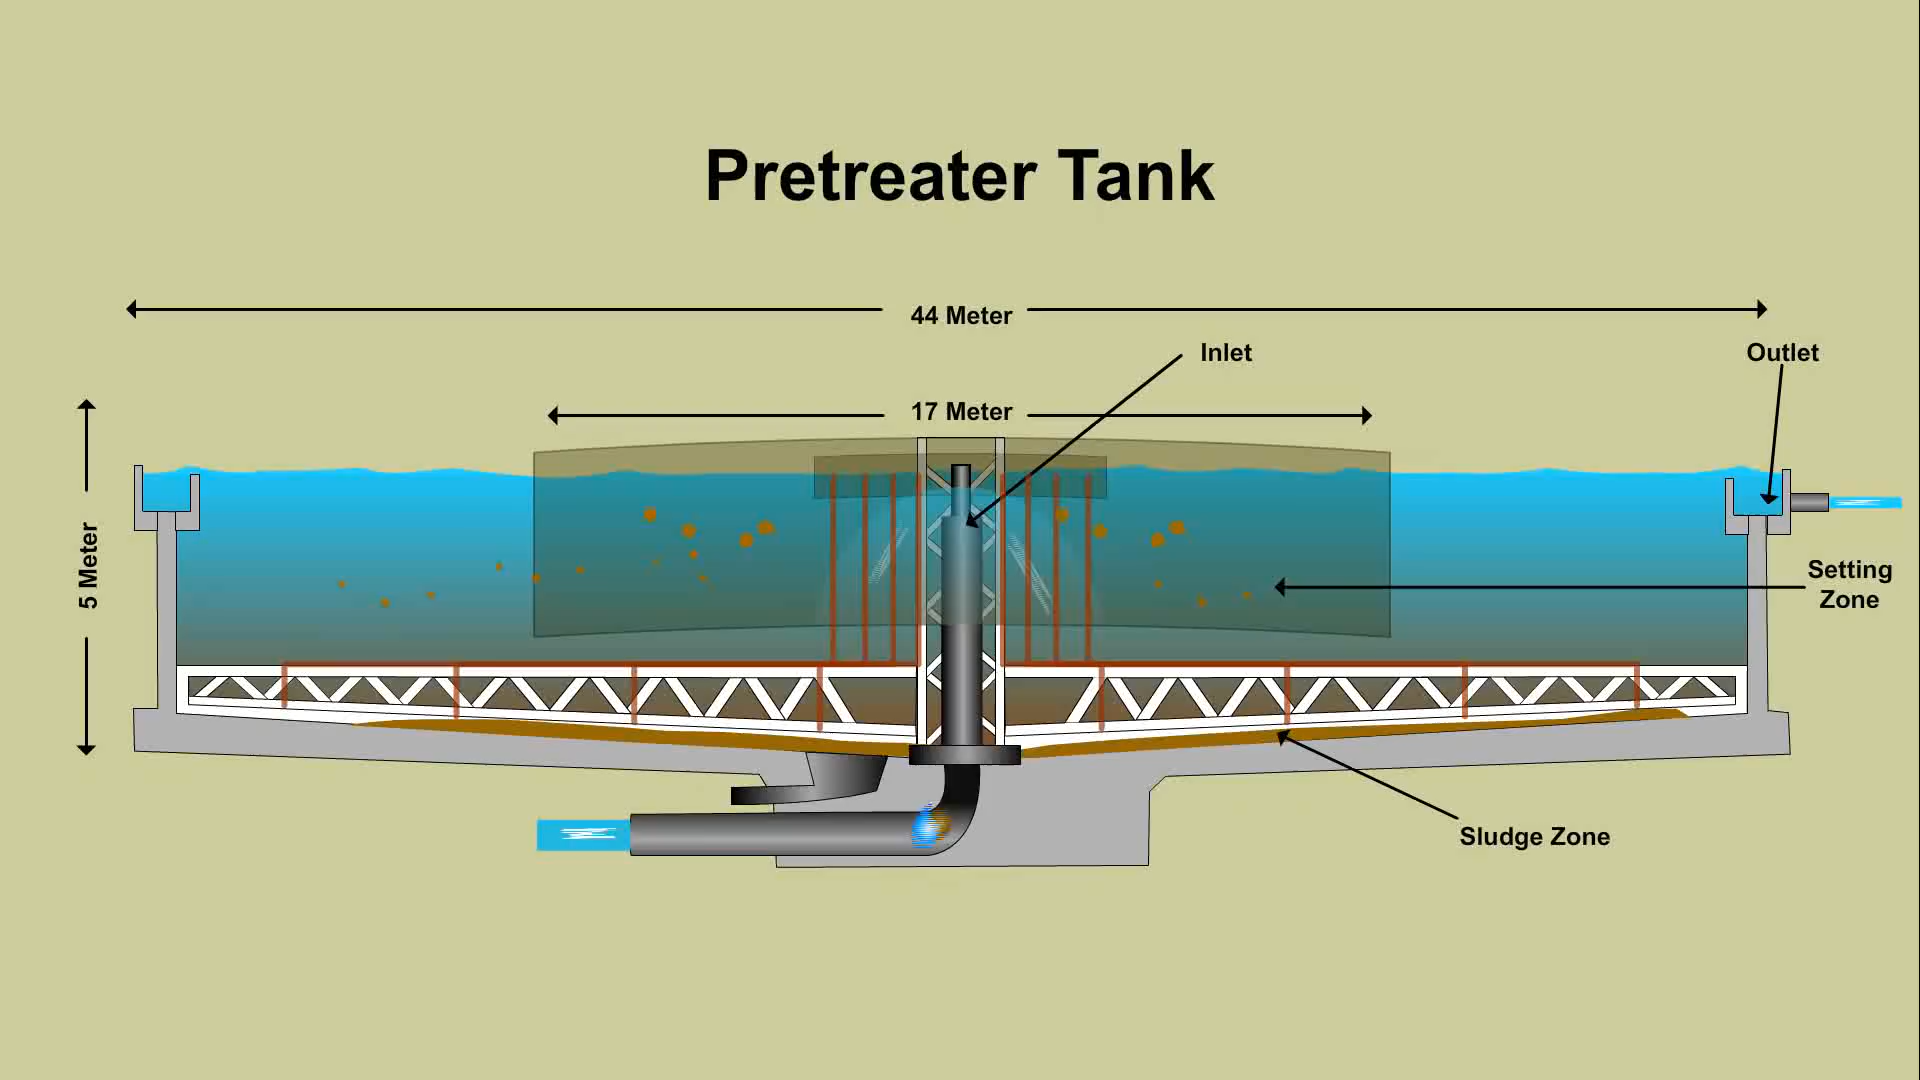 Pretreater Tank
44 Meter
Inlet
Outlet
17 Meter
5 Meter
Setting
Zone
Sludge Zone